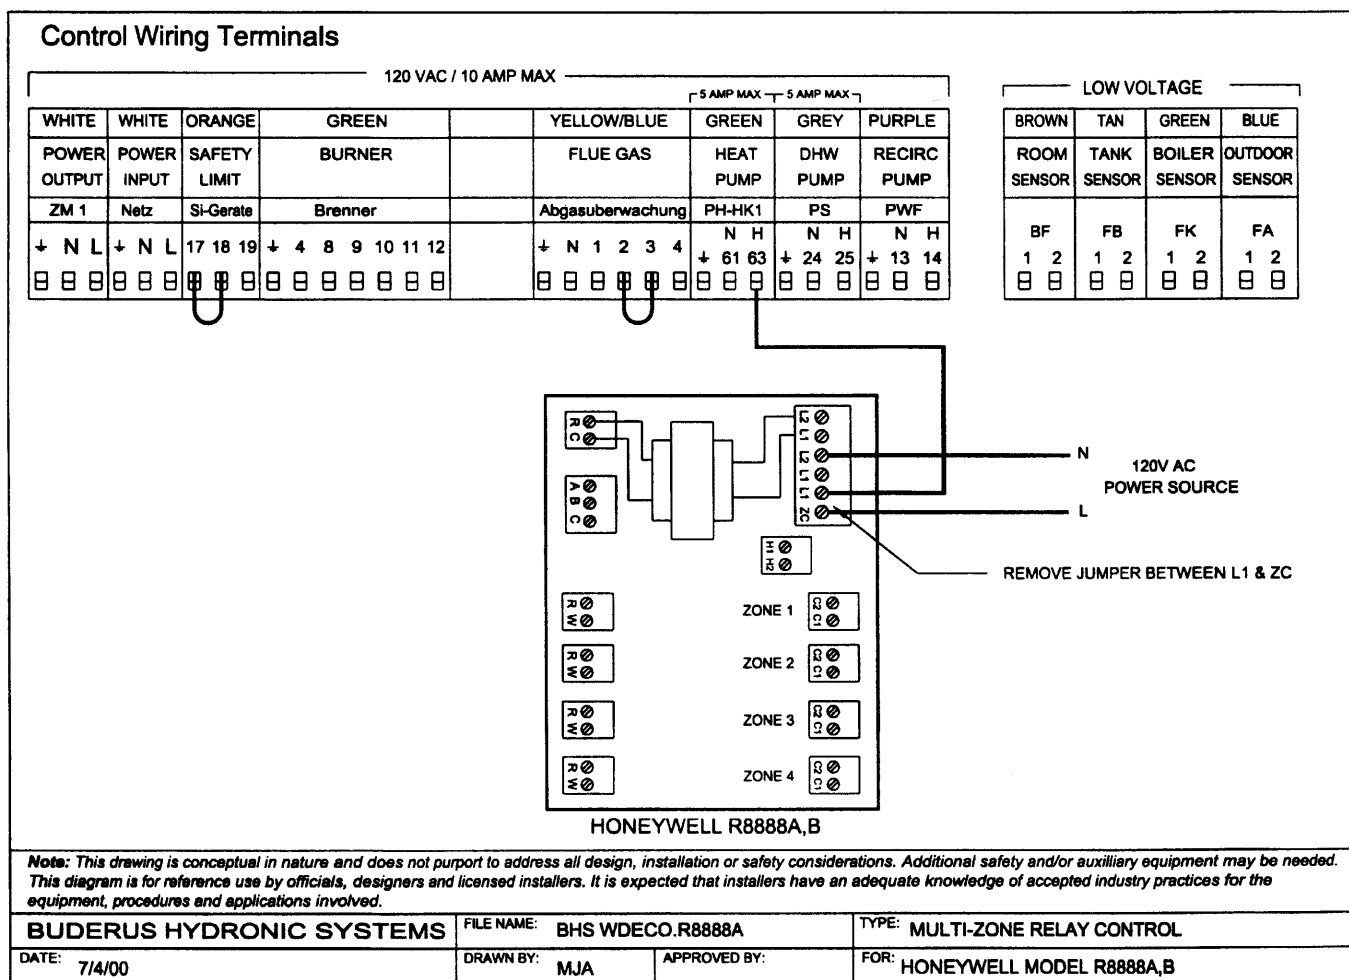 Control Wiring Terminals
120 VAC / 10 AMP MAX
5 AMP MAX 5 AMP MAX
LOW VOLTAGE
WHITE WHITE ORANGE GREEN YELLOW/BLUE GREEN GREY PURPLE
BROWN TAN GREEN BLUE
POWER POWER SAFETY BURNER FLUE GAS HEAT DHW RECIRC
OUTPUT INPUT LIMIT PUMP PUMP PUMP
ROOM TANK BOILER OUTDOOR
SENSOR SENSOR SENSOR SENSOR
ZM 1 Netz Si-Gerate Brenner Abgasuberwachung PH-HK1 PS PWF
BF FB FK FA
N H N H N H
N L N L 17 18 19 4 8 9 10 11 12 N 1 2 3 4 61 63 24 25 13 14
1 2 1 2 1 2 1 2
R
C
A
B
C
L2
L1
L2
L1
L1
ZC
H1
H2
N
120V AC
POWER SOURCE
L
REMOVE JUMPER BETWEEN L1 & ZC
R
W
ZONE 1
C2
C1
R
W
ZONE 2
C2
C1
R
W
ZONE 3
C2
C1
R
W
ZONE 4
C2
C1
HONEYWELL R8888A,B
Note: This drawing is conceptual in nature and does not purport to address all design, installation or safety considerations. Additional safety and/or auxilliary equipment may be needed.
This diagram is for reference use by officials, designers and licensed installers. It is expected that installers have an adequate knowledge of accepted industry practices for the
equipment, procedures and applications involved.
BUDERUS HYDRONIC SYSTEMS FILE NAME: BHS WDECO.R8888A TYPE: MULTI-ZONE RELAY CONTROL
DATE: 7/4/00 DRAWN BY: MJA APPROVED BY: FOR: HONEYWELL MODEL R8888A,B